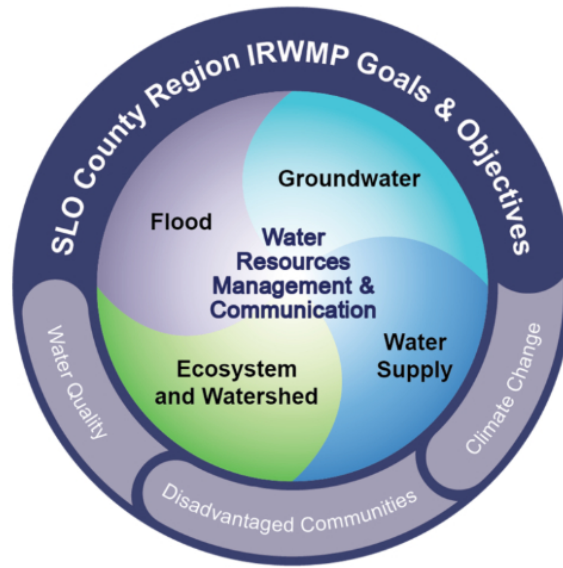 SLO County Region IRWMP Goals & Objectives
Groundwater
Flood
Water
Resources
Management &
Communication
Water
Supply
Ecosystem
and Watershed
Water Quality
Disadvantaged Communities
Climate Change